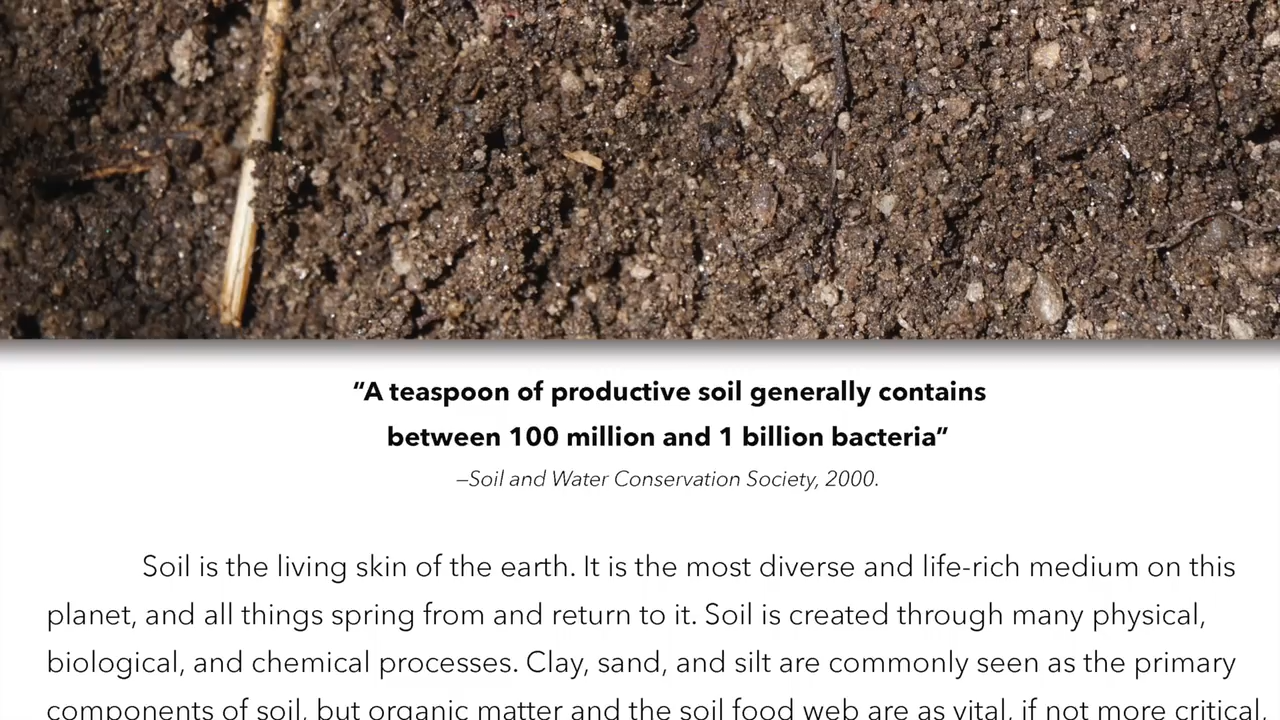 “A teaspoon of productive soil generally contains
between 100 million and 1 billion bacteria”
—Soil and Water Conservation Society, 2000.
Soil is the living skin of the earth. It is the most diverse and life-rich medium on this
planet, and all things spring from and return to it. Soil is created through many physical,
biological, and chemical processes. Clay, sand, and silt are commonly seen as the primary
components of soil, but organic matter and the soil food web are as vital, if not more critical.